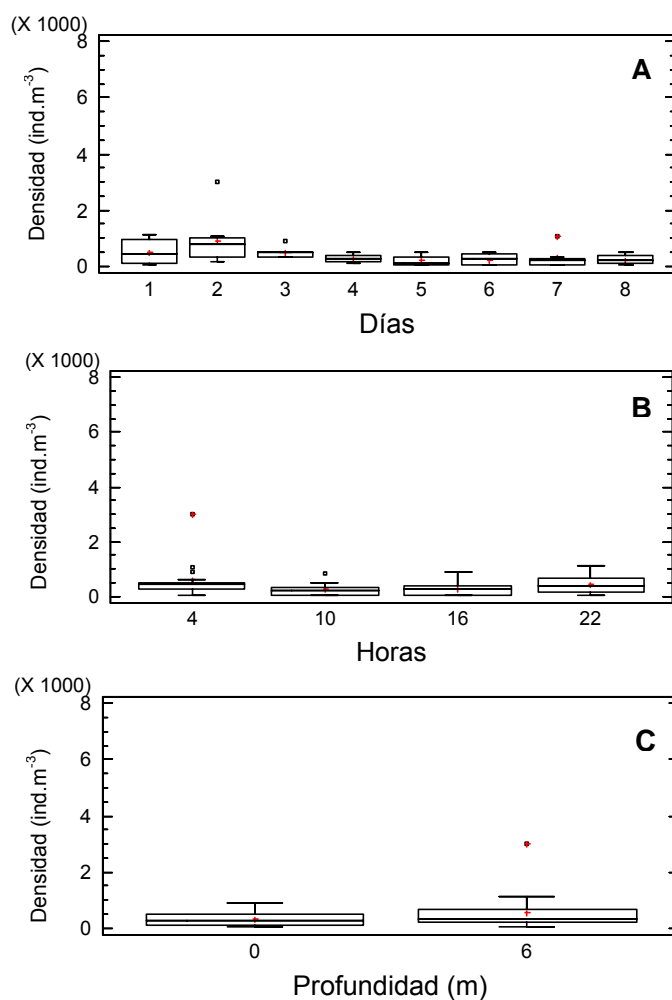 (X 1000)
8
6
4
2
0
Densidad (ind.m-3)
A
1 2 3 4 5 6 7 8
Días
(X 1000)
8
6
4
2
0
Densidad (ind.m-3)
B
4 10 16 22
Horas
(X 1000)
8
6
4
2
0
Densidad (ind.m-3)
C
0 6
Profundidad (m)